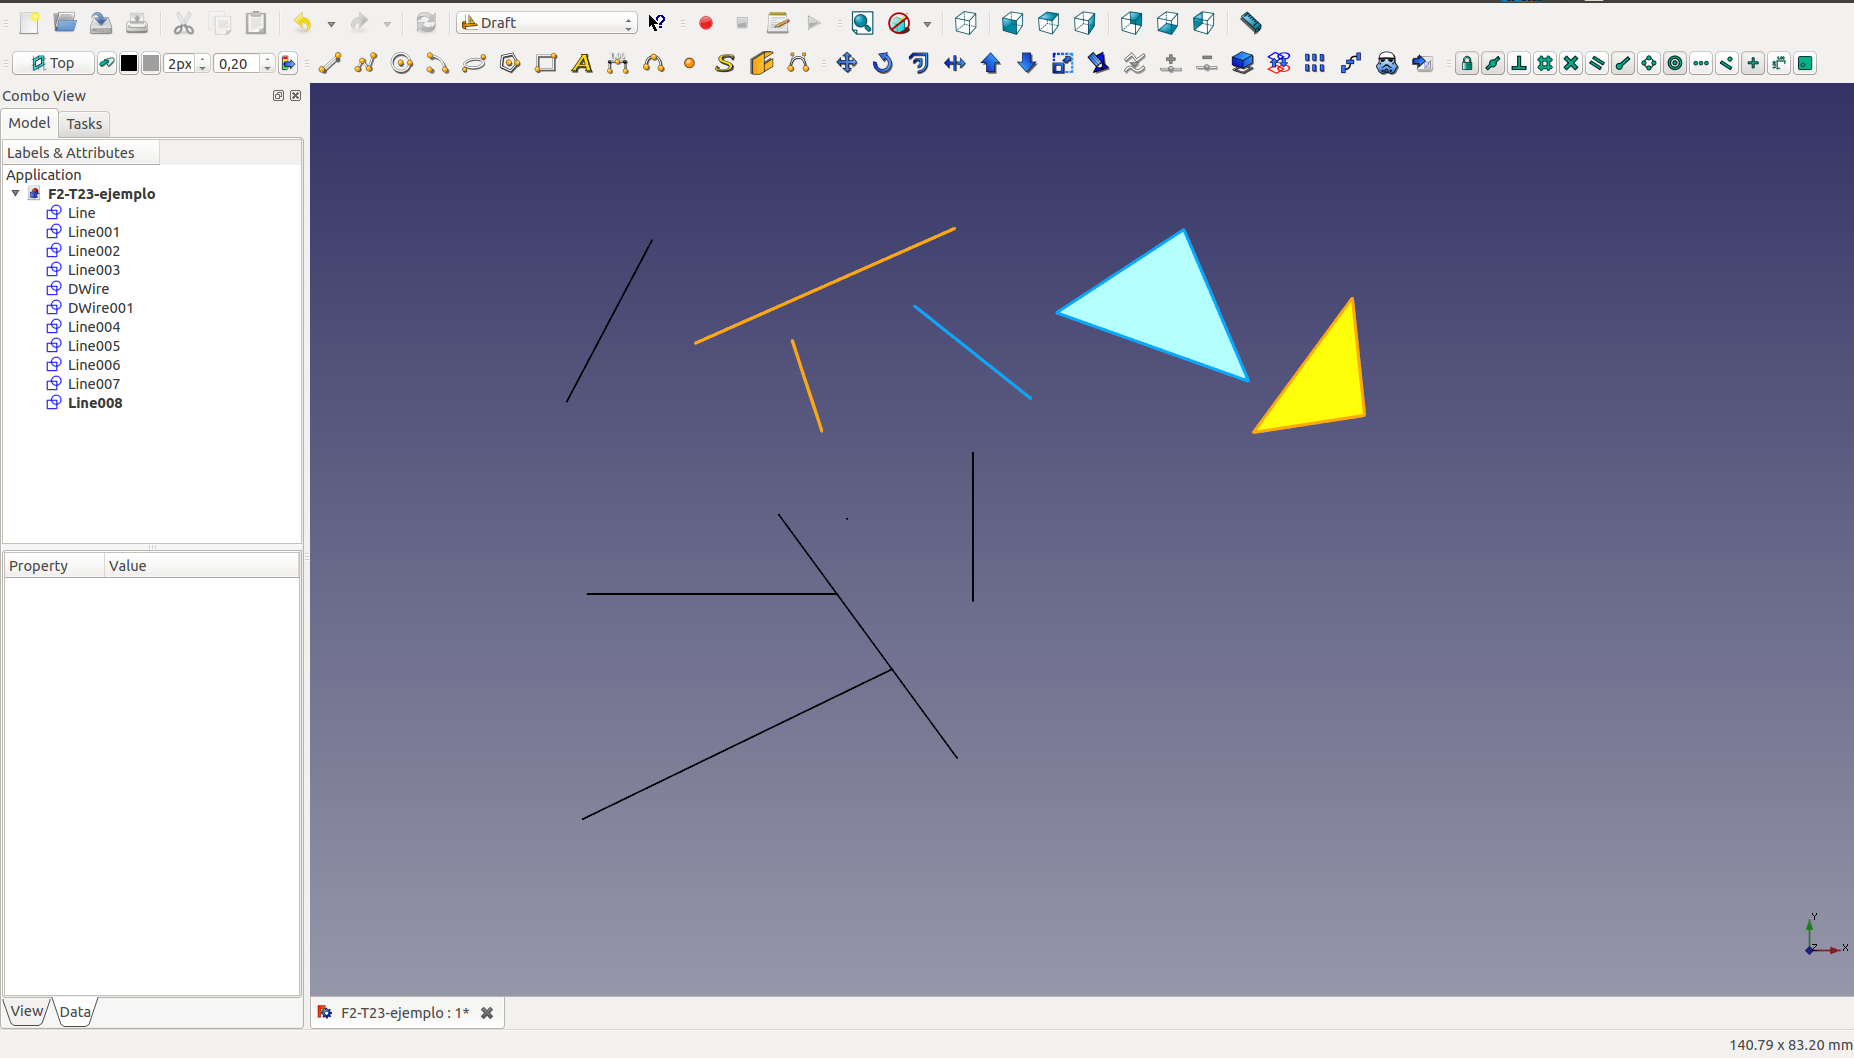 Draft
Top
2px
0,20
Combo View
Model
Tasks
Labels & Attributes
Application
F2-T23-ejemplo
Line
Line001
Line002
Line003
DWire
DWire001
Line004
Line005
Line006
Line007
Line008
Property
Value
Y
Z
X
View
Data
F2-T23-ejemplo : 1*
140.79 x 83.20 mm